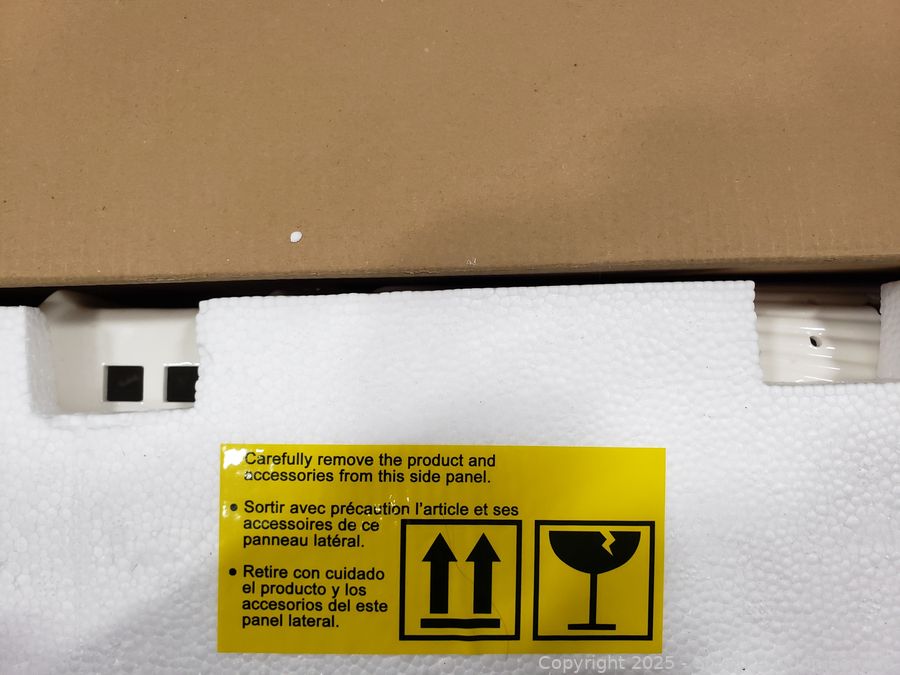 Carefully remove the product and
accessories from this side panel.
• Sortir avec précaution l'article et ses
accessoires de ce
panneau latéral.
• Retire con cuidado
el producto y los
accesorios del este
panel lateral.
Copyright 2025 -